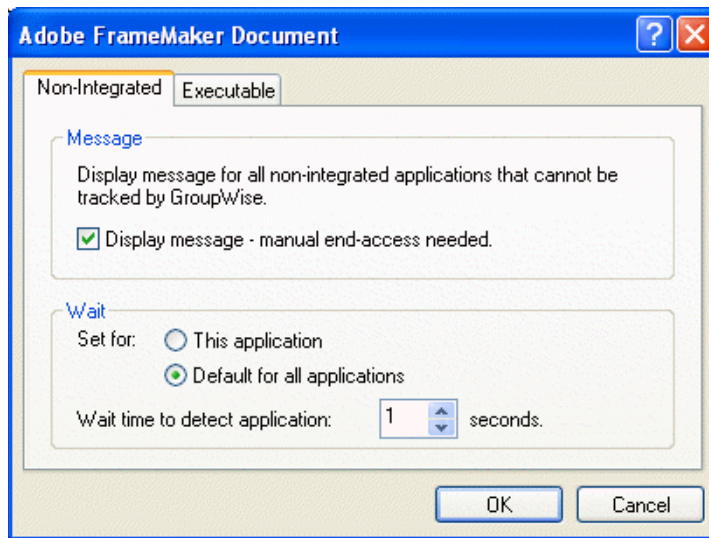 Adobe FrameMaker Document
Non-Integrated Executable
Message
Display message for all non-integrated applications that cannot be
tracked by GroupWise.
Display message - manual end-access needed.
Wait
Set for: This application
Default for all applications
Wait time to detect application: 1 seconds.
OK Cancel